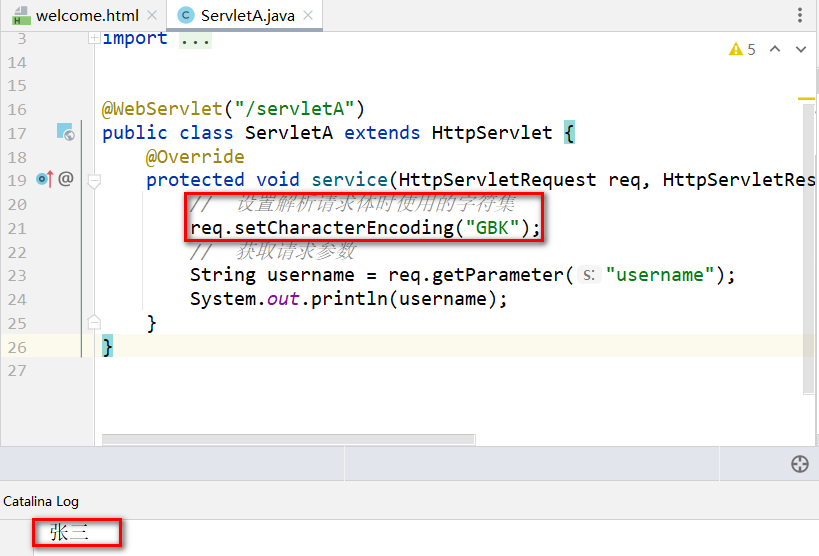 welcome.html
ServletA.java
3 import ...
5
14
15
16 @WebServlet("/servletA")
17 public class ServletA extends HttpServlet {
18 @Override
19 @ protected void service(HttpServletRequest req, HttpServletRes
20 // 设置解析请求体时使用的字符集
21 req.setCharacterEncoding("GBK");
22 // 获取请求参数
23 String username = req.getParameter( s: "username");
24 System.out.println(username);
25 }
26 }
27
Catalina Log
张三